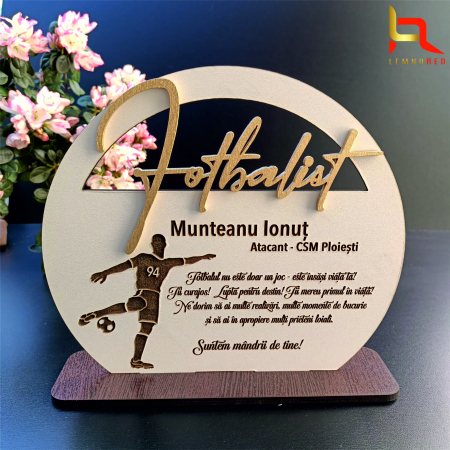 LEMNARED
Fotbalist
Munteanu Ionuț
Atacant - CSM Ploiești
94
Fotbalul nu este doar un joc - este însăși viața ta!
Fii curajos! Luptă pentru destin! Fii mereu primul în viață!
Ne dorim să ai multe realizări, multe momente de bucurie
și să ai în apropiere mulți prieteni loiali.
Suntem mândrii de tine!